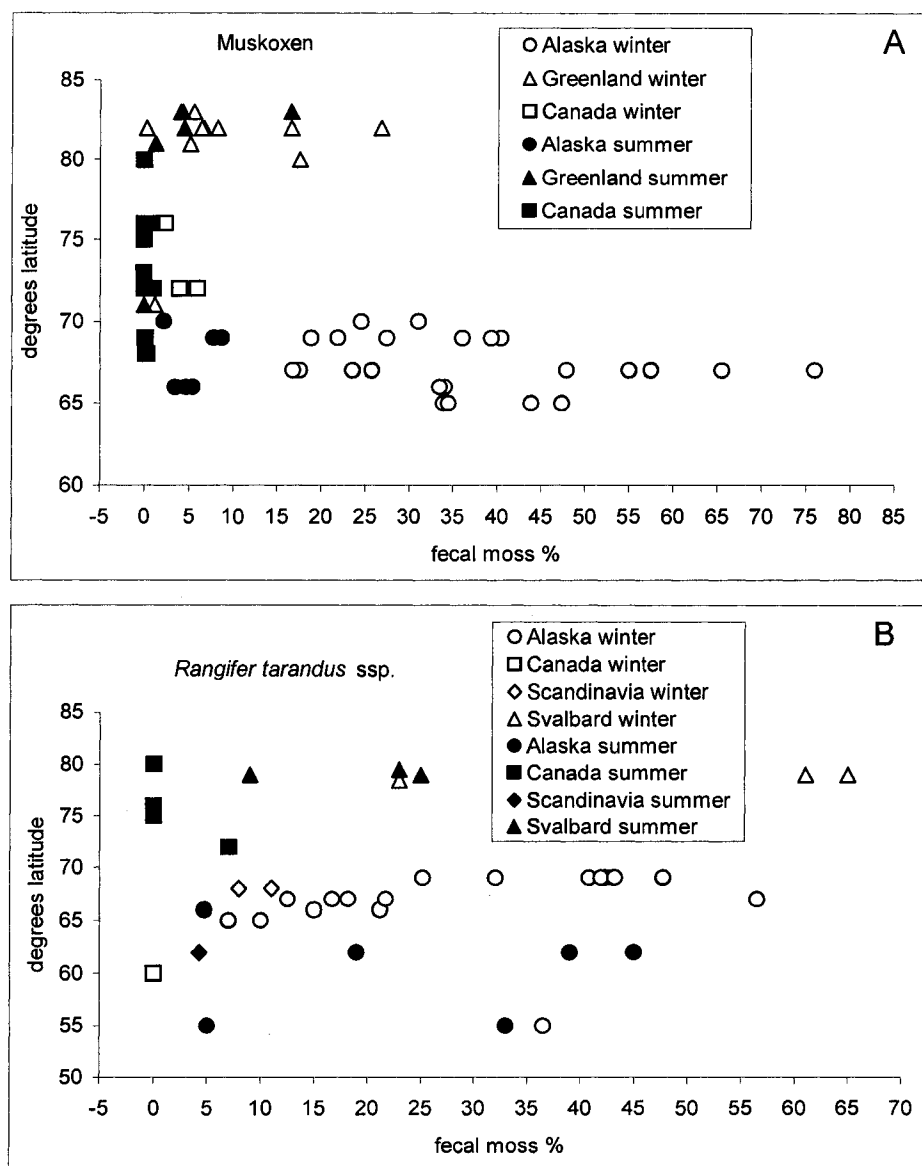 Muskoxen
A
Alaska winter
Greenland winter
Canada winter
Alaska summer
Greenland summer
Canada summer
85
80
75
70
65
60
degrees latitude
-5 0 5 10 15 20 25 30 35 40 45 50 55 60 65 70 75 80 85
fecal moss %
B
Rangifer tarandus ssp.
Alaska winter
Canada winter
Scandinavia winter
Svalbard winter
Alaska summer
Canada summer
Scandinavia summer
Svalbard summer
85
80
75
70
65
60
55
50
degrees latitude
-5 0 5 10 15 20 25 30 35 40 45 50 55 60 65 70
fecal moss %